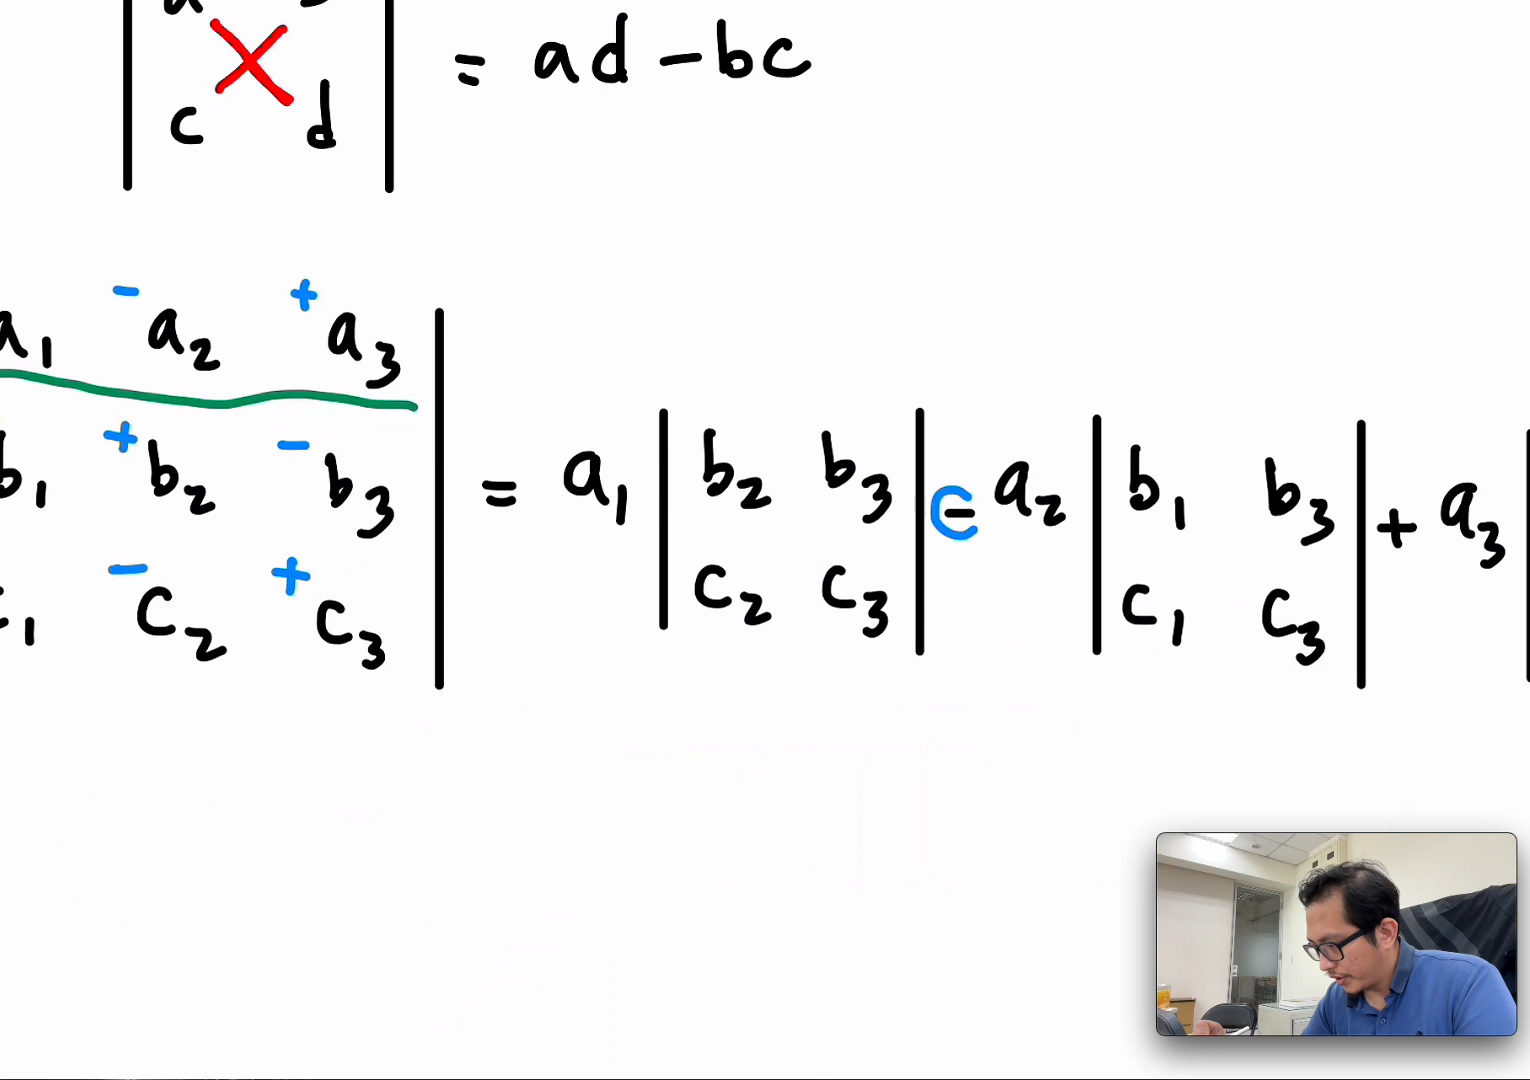 = ad - bc
c d
- +
a1 a2 a3
+ -
b1 b2 b3 = a1 | b2 b3 | - a2 | b1 b3 | + a3
- +
c1 c2 c3 c2 c3 c1 c3